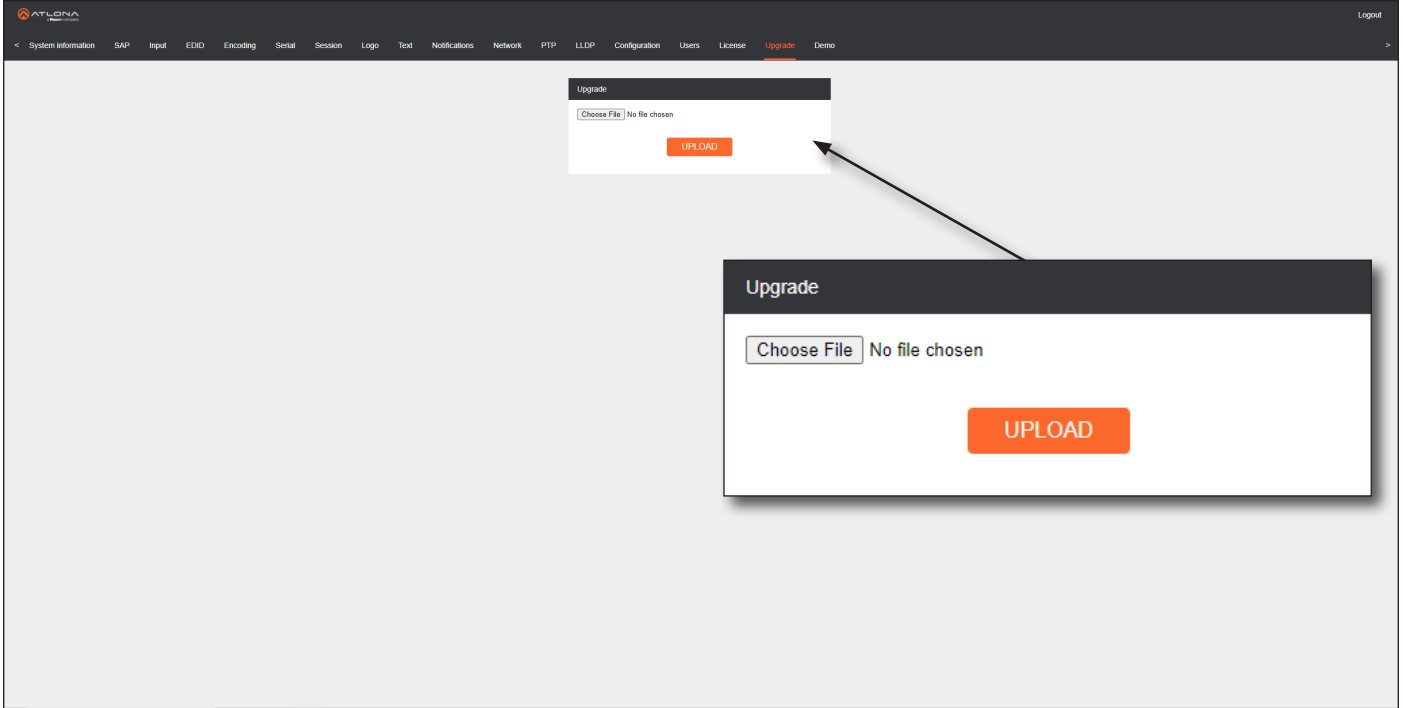 ATLONA
Logout
< System information SAP Input EDID Encoding Serial Session Logo Text Notifications Network PTP LLDP Configuration Users License Upgrade Demo >
Upgrade
Choose File No file chosen
UPLOAD
Upgrade
Choose File No file chosen
UPLOAD